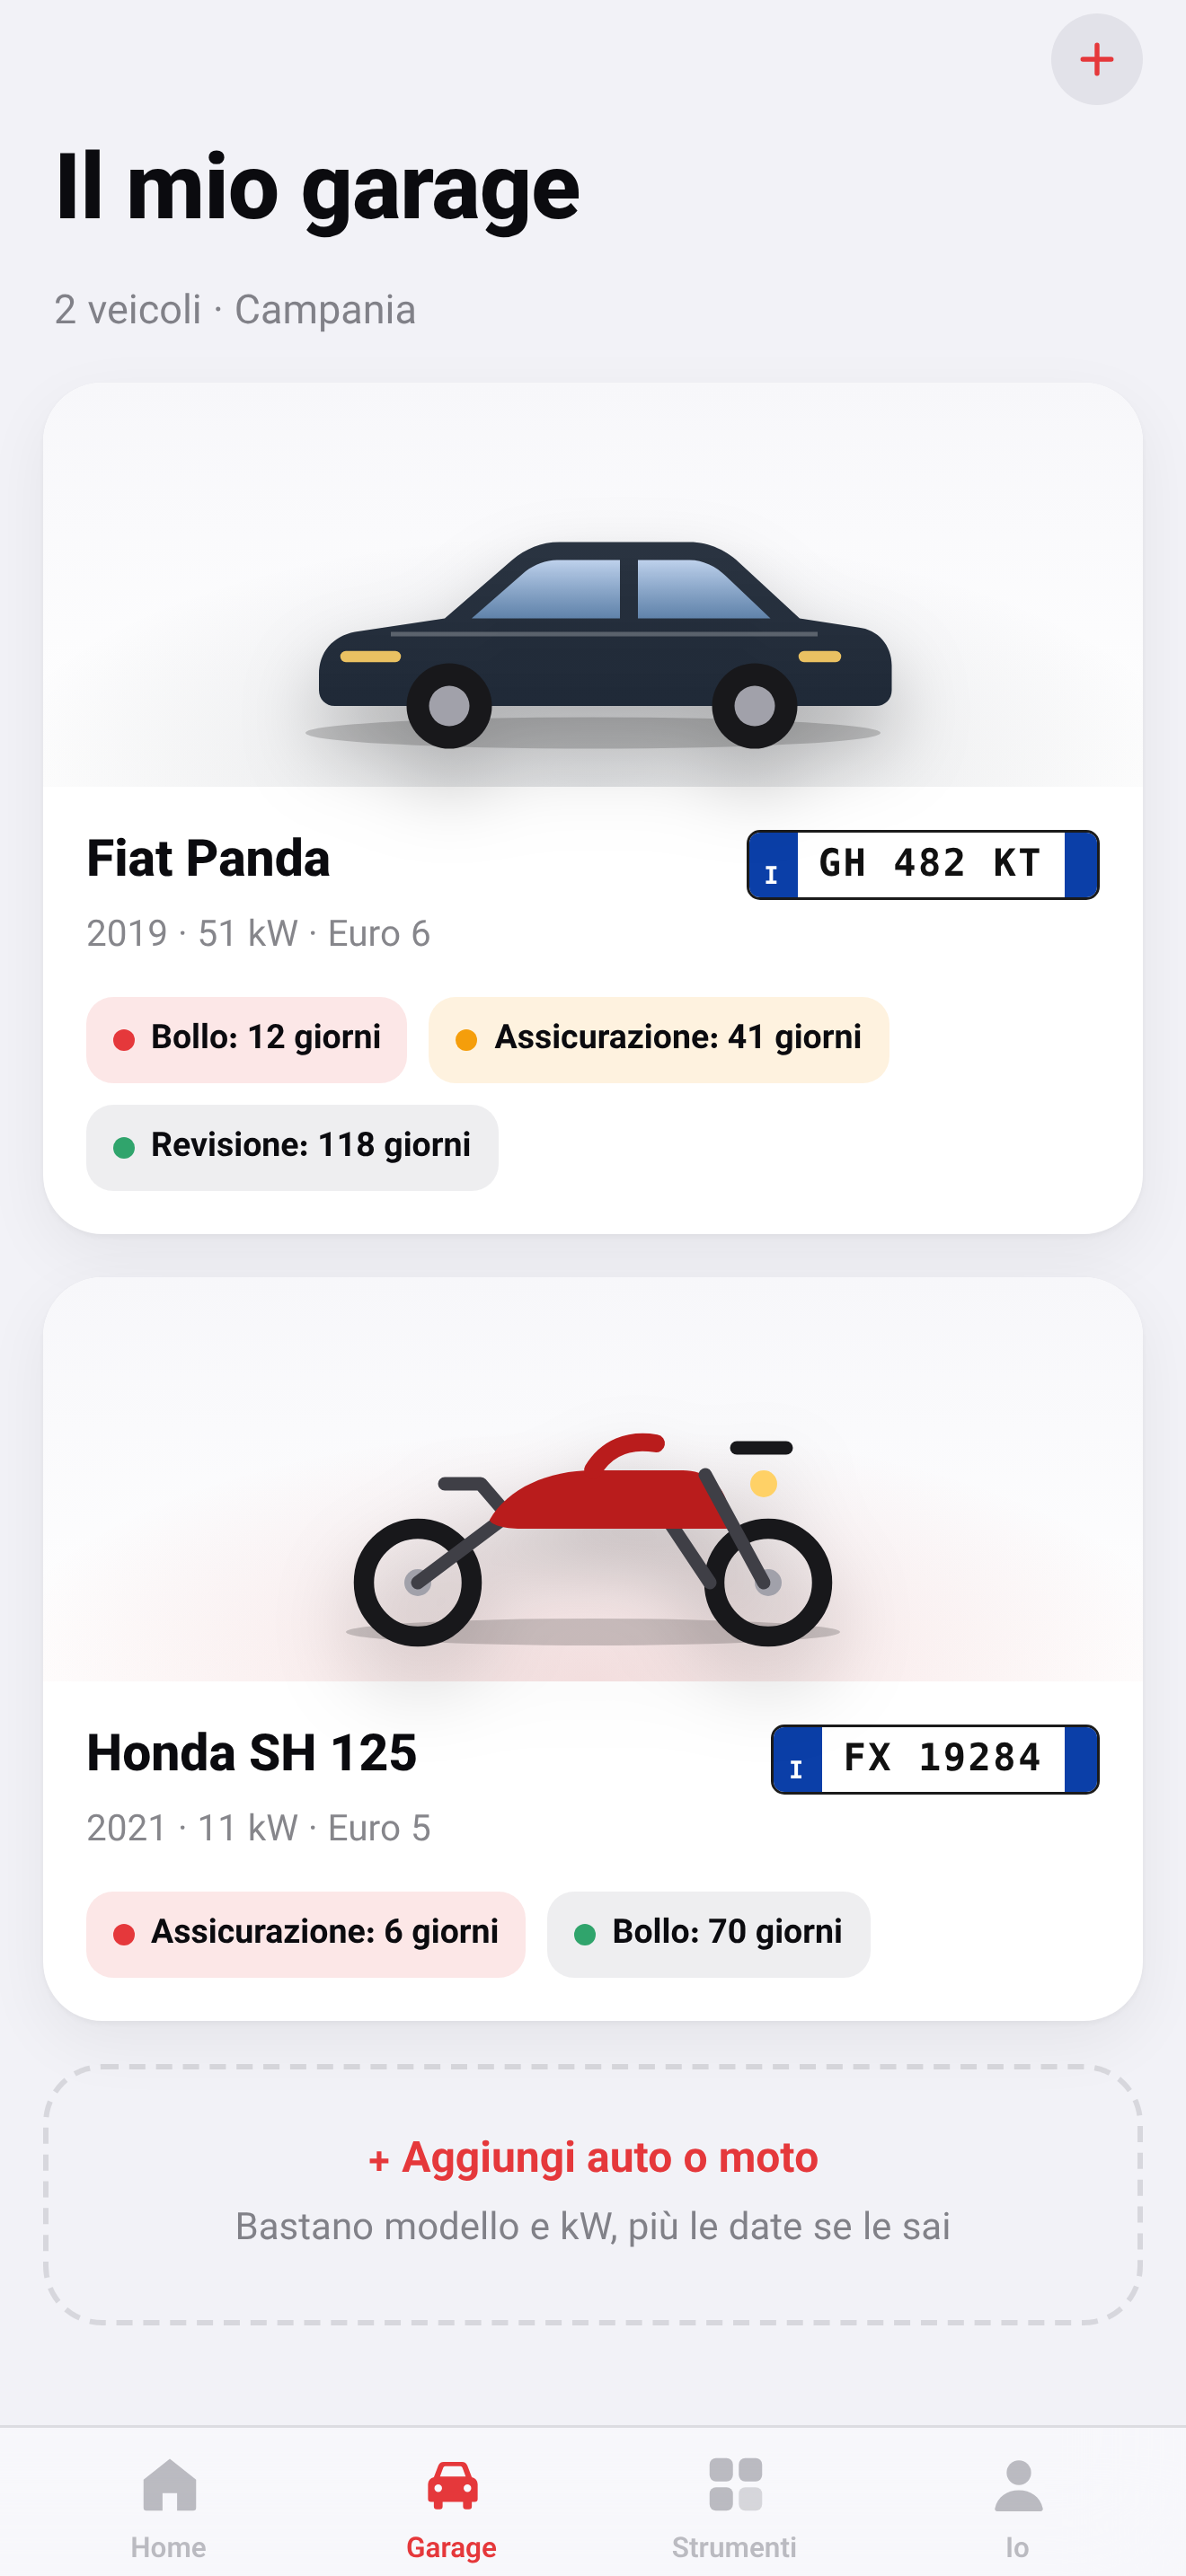 Il mio garage
2 veicoli · Campania
Fiat Panda
I GH 482 KT
2019 · 51 kW · Euro 6
Bollo: 12 giorni
Assicurazione: 41 giorni
Revisione: 118 giorni
Honda SH 125
I FX 19284
2021 · 11 kW · Euro 5
Assicurazione: 6 giorni
Bollo: 70 giorni
+ Aggiungi auto o moto
Bastano modello e kW, più le date se le sai
Home
Garage
Strumenti
Io